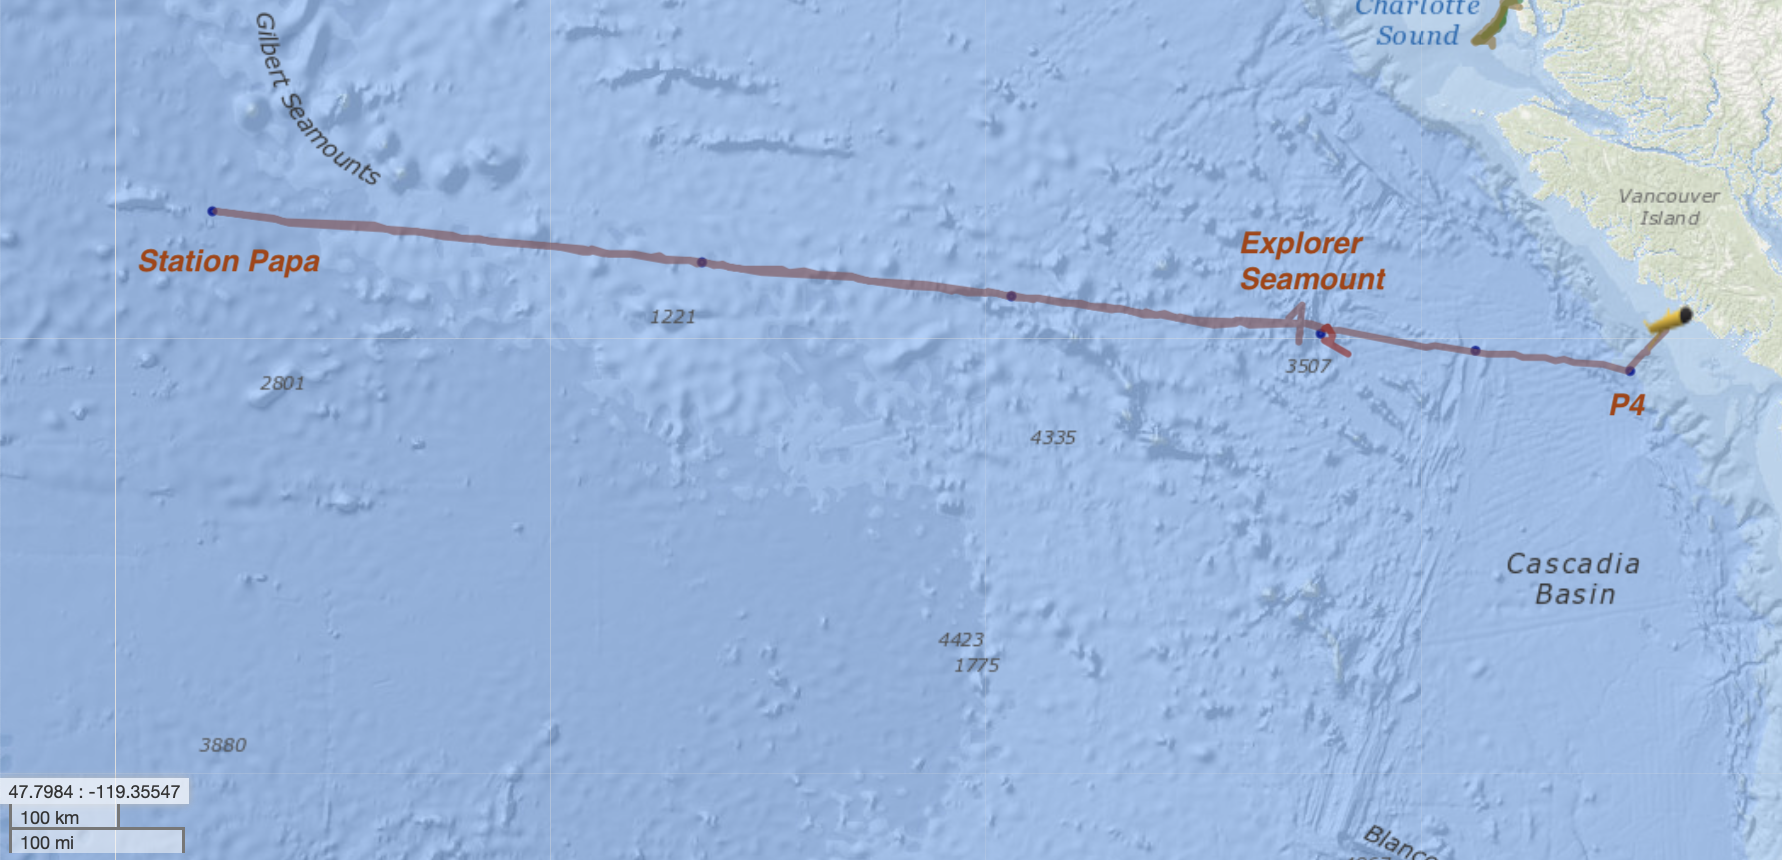 Charlotte
Sound
Gilbert Seamounts
Vancouver
Island
Station Papa
Explorer
Seamount
1221
3507
2801
P4
4335
Cascadia
Basin
4423
1775
3880
47.7984 : -119.35547
100 km
100 mi
Blanco